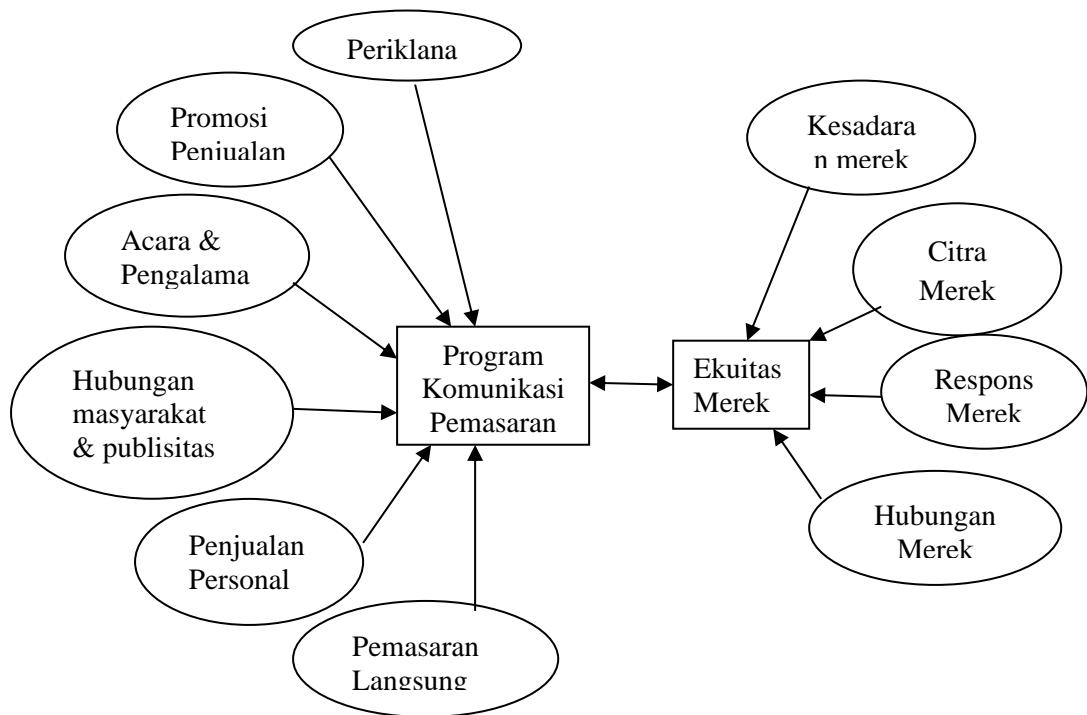 Periklana
Promosi
Penjualan
Acara &
Pengalama
Hubungan
masyarakat
& publisitas
Penjualan
Personal
Pemasaran
Langsung
Program
Komunikasi
Pemasaran
Ekuitas
Merek
Kesadara
n merek
Citra
Merek
Respons
Merek
Hubungan
Merek